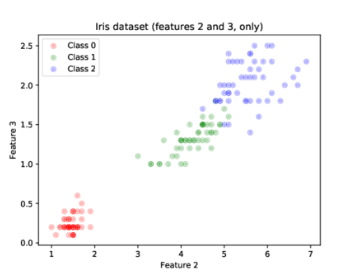 Iris dataset (features 2 and 3, only)
Class 0
Class 1
Class 2
2.5
2.0
1.5
1.0
0.5
0.0
Feature 3
1 2 3 4 5 6 7
Feature 2